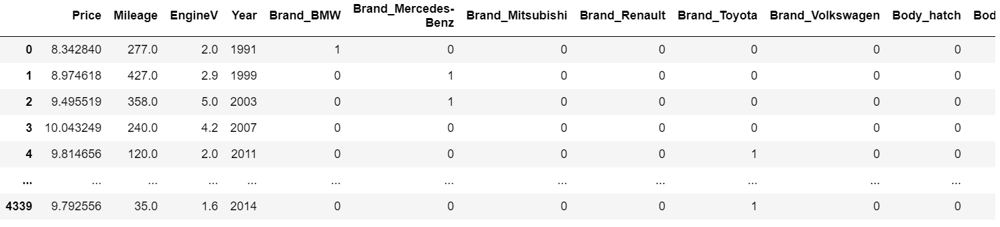 Price Mileage EngineV Year Brand_BMW Brand_Mercedes-Benz Brand_Mitsubishi Brand_Renault Brand_Toyota Brand_Volkswagen Body_hatch Bod
0 8.342840 277.0 2.0 1991 1 0 0 0 0 0 0
1 8.974618 427.0 2.9 1999 0 1 0 0 0 0 0
2 9.495519 358.0 5.0 2003 0 1 0 0 0 0 0
3 10.043249 240.0 4.2 2007 0 0 0 0 0 0 0
4 9.814656 120.0 2.0 2011 0 0 0 0 1 0 0
... ... ... ... ... ... ... ... ... ... ... ...
4339 9.792556 35.0 1.6 2014 0 0 0 0 1 0 0